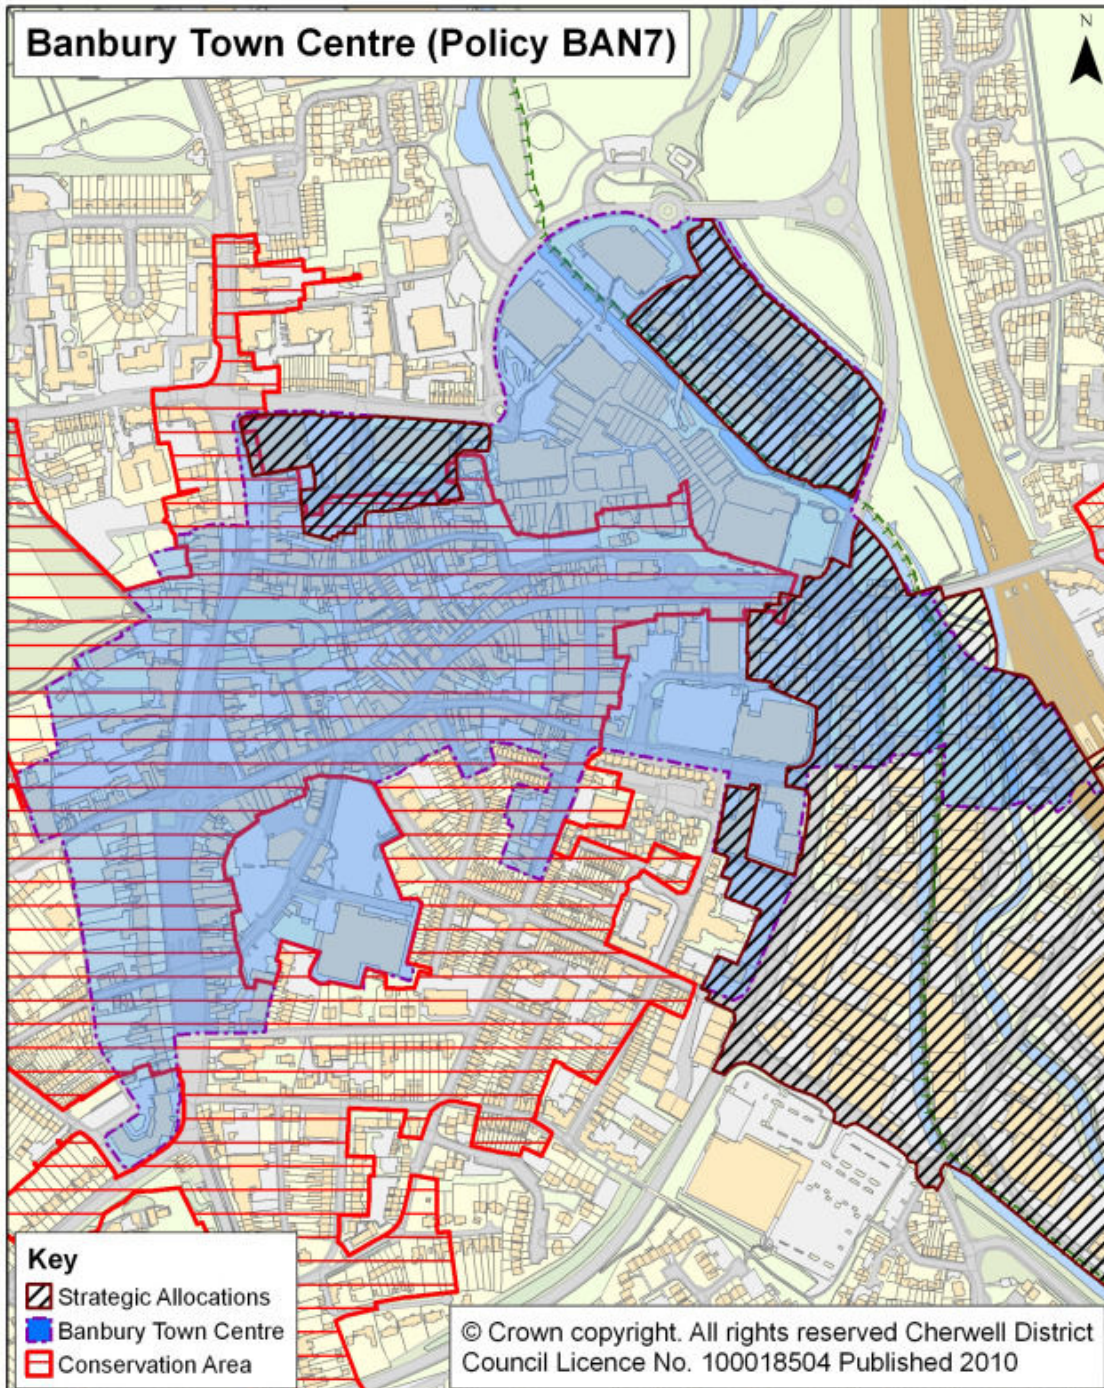 Banbury Town Centre (Policy BAN7)
N
Key
Strategic Allocations
Banbury Town Centre
Conservation Area
© Crown copyright. All rights reserved Cherwell District
Council Licence No. 100018504 Published 2010